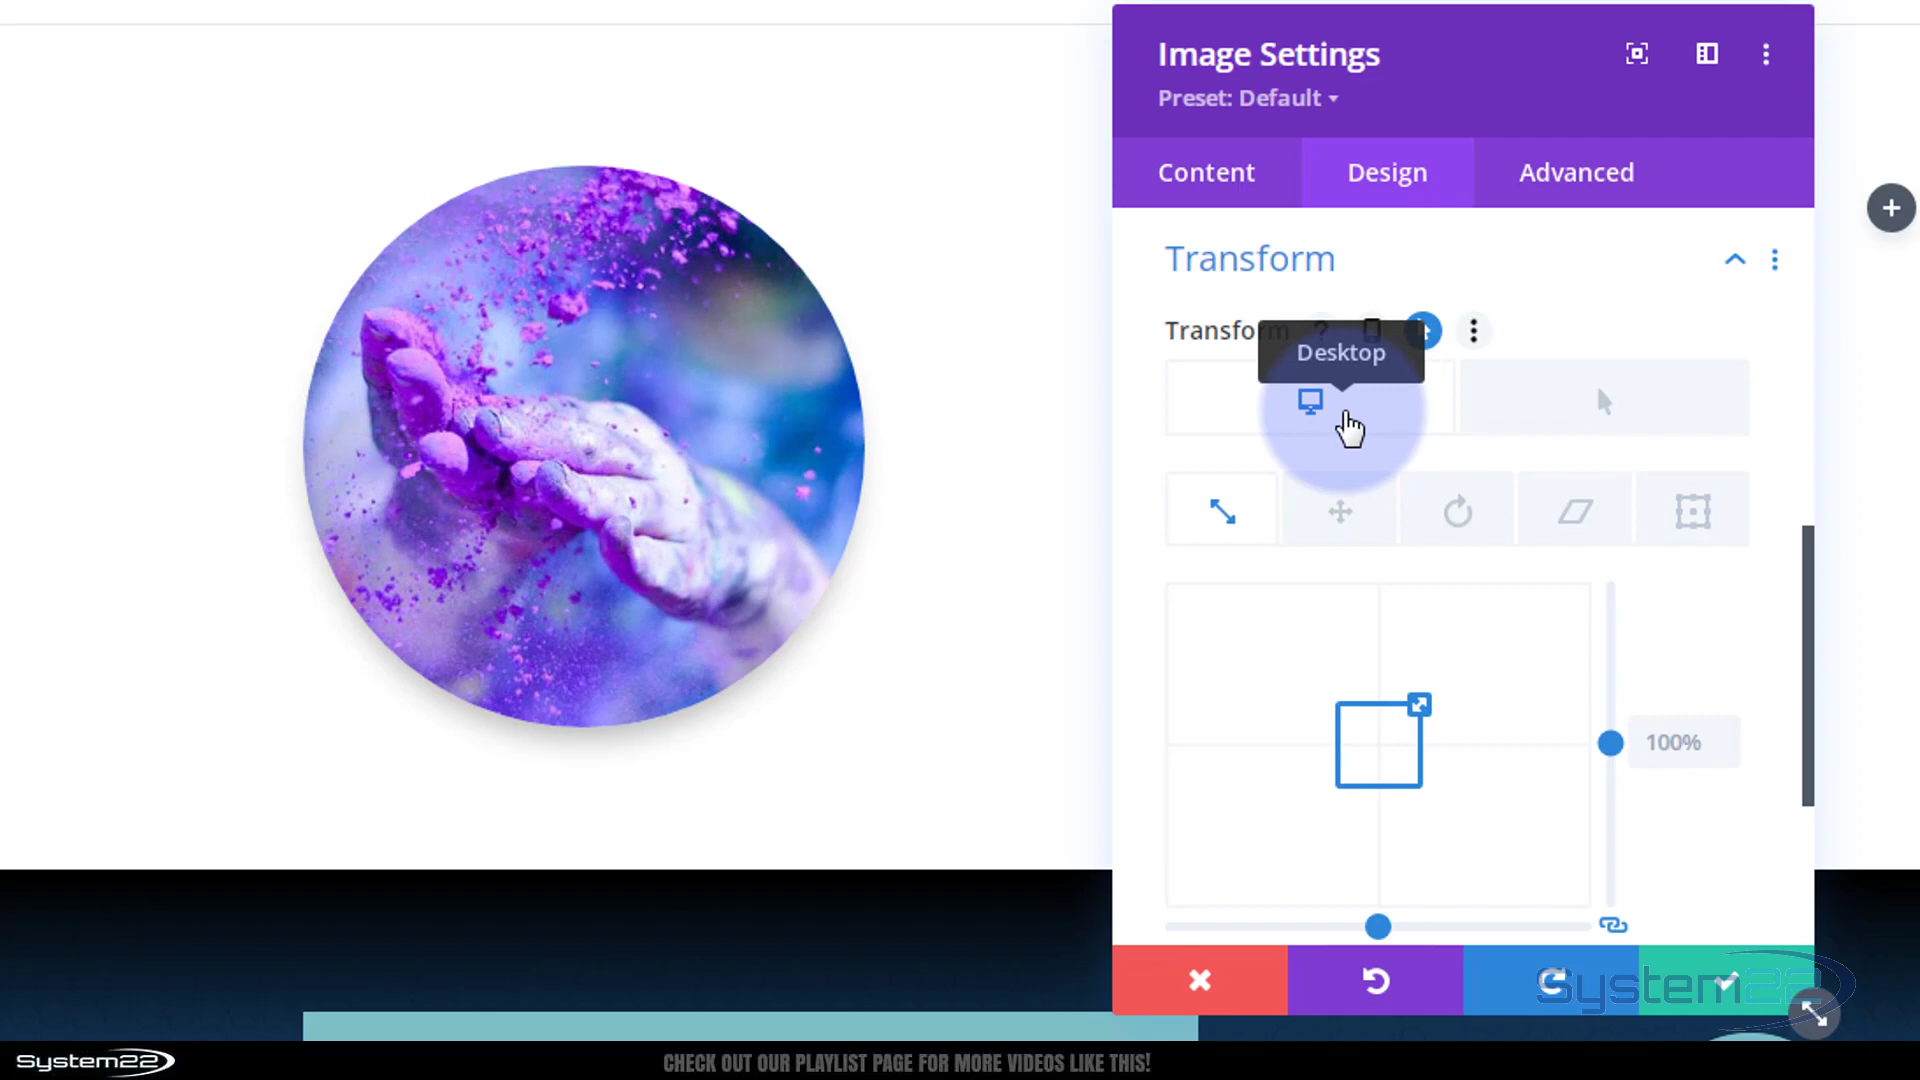 Image Settings
Preset: Default
Content
Design
Advanced
Transform
Transform
?
Desktop
100%
System22
System22
CHECK OUT OUR PLAYLIST PAGE FOR MORE VIDEOS LIKE THIS!